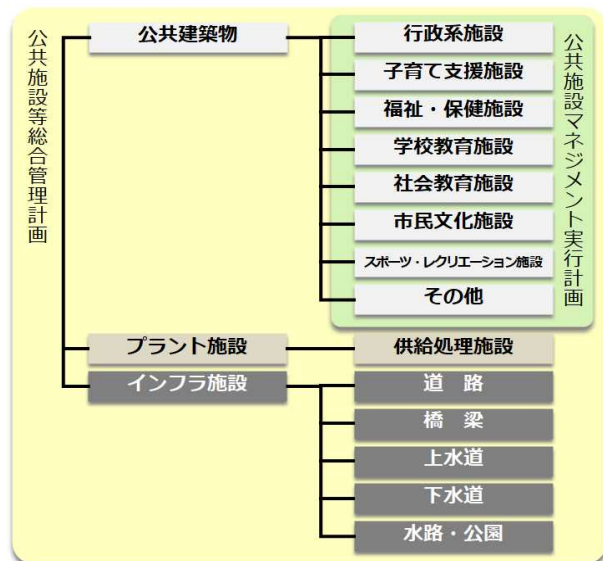 公共施設等総合管理計画
公共建築物
行政系施設
子育て支援施設
福祉・保健施設
学校教育施設
社会教育施設
市民文化施設
スポーツ・レクリエーション施設
その他
公共施設マネジメント実行計画
プラント施設
供給処理施設
インフラ施設
道　路
橋　梁
上水道
下水道
水路・公園